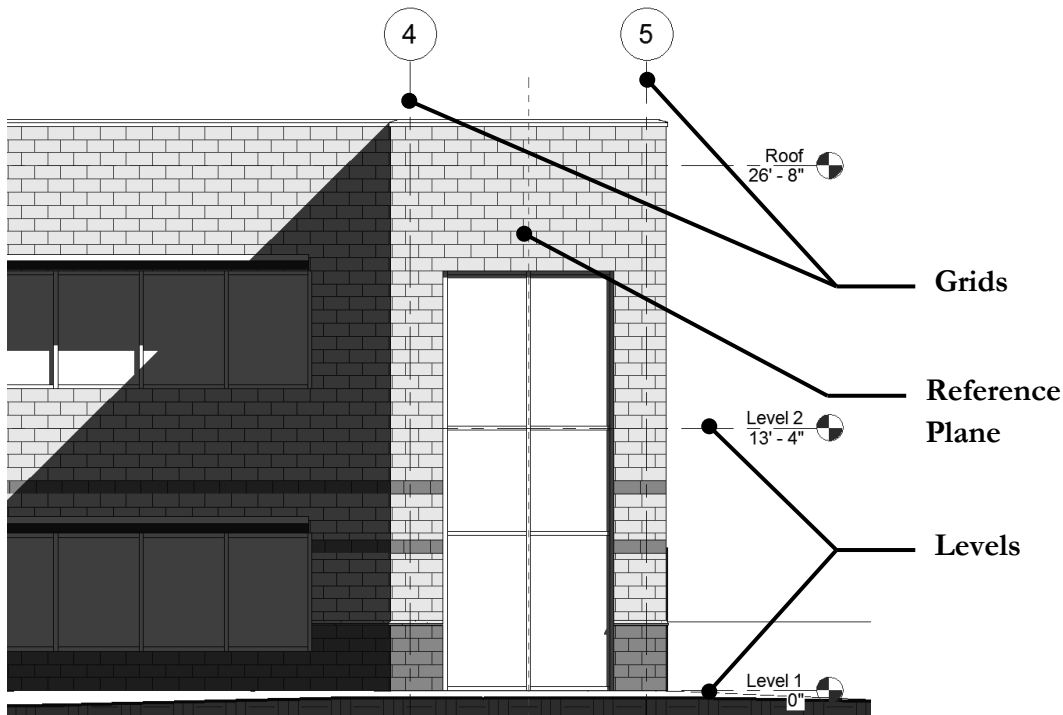 4
5
Roof
26' - 8"
Grids
Reference
Plane
Level 2
13' - 4"
Levels
Level 1
0"